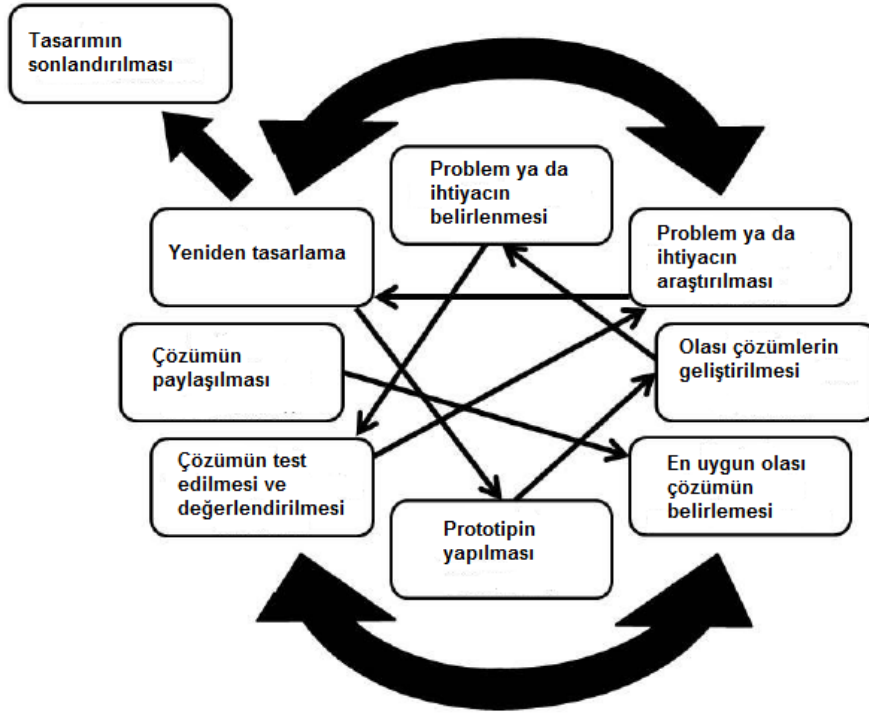 Tasarımın
sonlandırılması
Problem ya da
ihtiyacın
belirlenmesi
Yeniden tasarlama
Problem ya da
ihtiyacın
araştırılması
Çözümün
paylaşılması
Olası çözümlerin
geliştirilmesi
Çözümün test
edilmesi ve
değerlendirilmesi
En uygun olası
çözümün
belirlemesi
Prototipin
yapılması